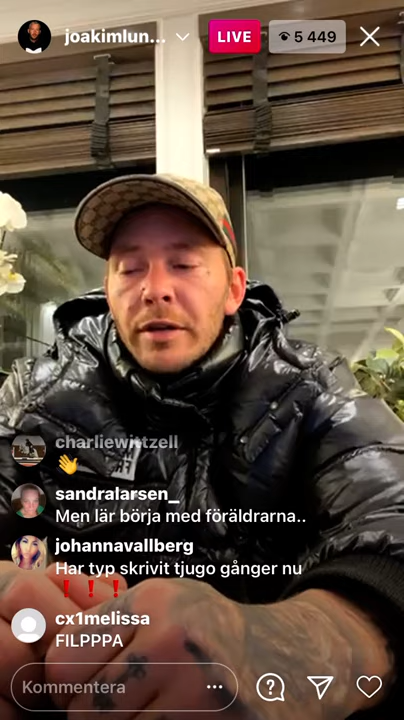 joakimlun...
LIVE
5 449
charliewitzell
👋
sandralarsen_
Men lär börja med föräldrarna..
johannavallberg
Har typ skrivit tjugo gånger nu
❗❗❗
cx1melissa
FILPPPA
Kommentera